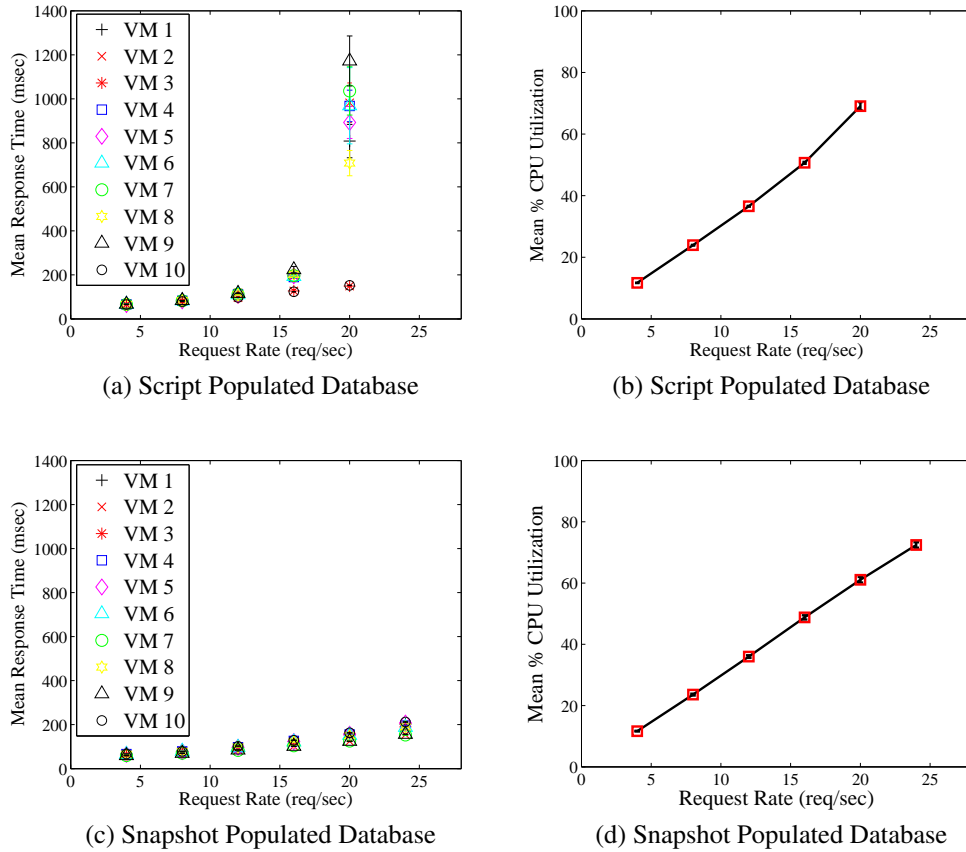 1400
1200
1000
800
600
400
200
0
Mean Response Time (msec)
VM 1
VM 2
VM 3
VM 4
VM 5
VM 6
VM 7
VM 8
VM 9
VM 10
0 5 10 15 20 25
Request Rate (req/sec)
(a) Script Populated Database
100
80
60
40
20
0
Mean % CPU Utilization
0 5 10 15 20 25
Request Rate (req/sec)
(b) Script Populated Database
1400
1200
1000
800
600
400
200
0
Mean Response Time (msec)
VM 1
VM 2
VM 3
VM 4
VM 5
VM 6
VM 7
VM 8
VM 9
VM 10
0 5 10 15 20 25
Request Rate (req/sec)
(c) Snapshot Populated Database
100
80
60
40
20
0
Mean % CPU Utilization
0 5 10 15 20 25
Request Rate (req/sec)
(d) Snapshot Populated Database